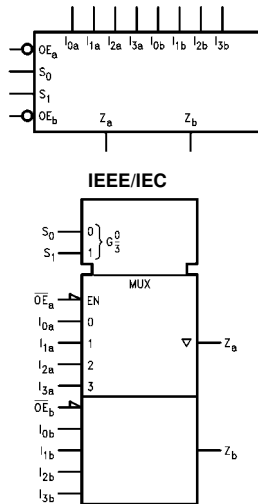 I0a I1a I2a I3a I0b I1b I2b I3b
OEa
S0
S1
OEb
Za Zb
IEEE/IEC
S0 0
S1 1
G 0/3
MUX
OEa EN
I0a 0
I1a 1
Za
I2a 2
I3a 3
OEb
I0b
I1b
Zb
I2b
I3b